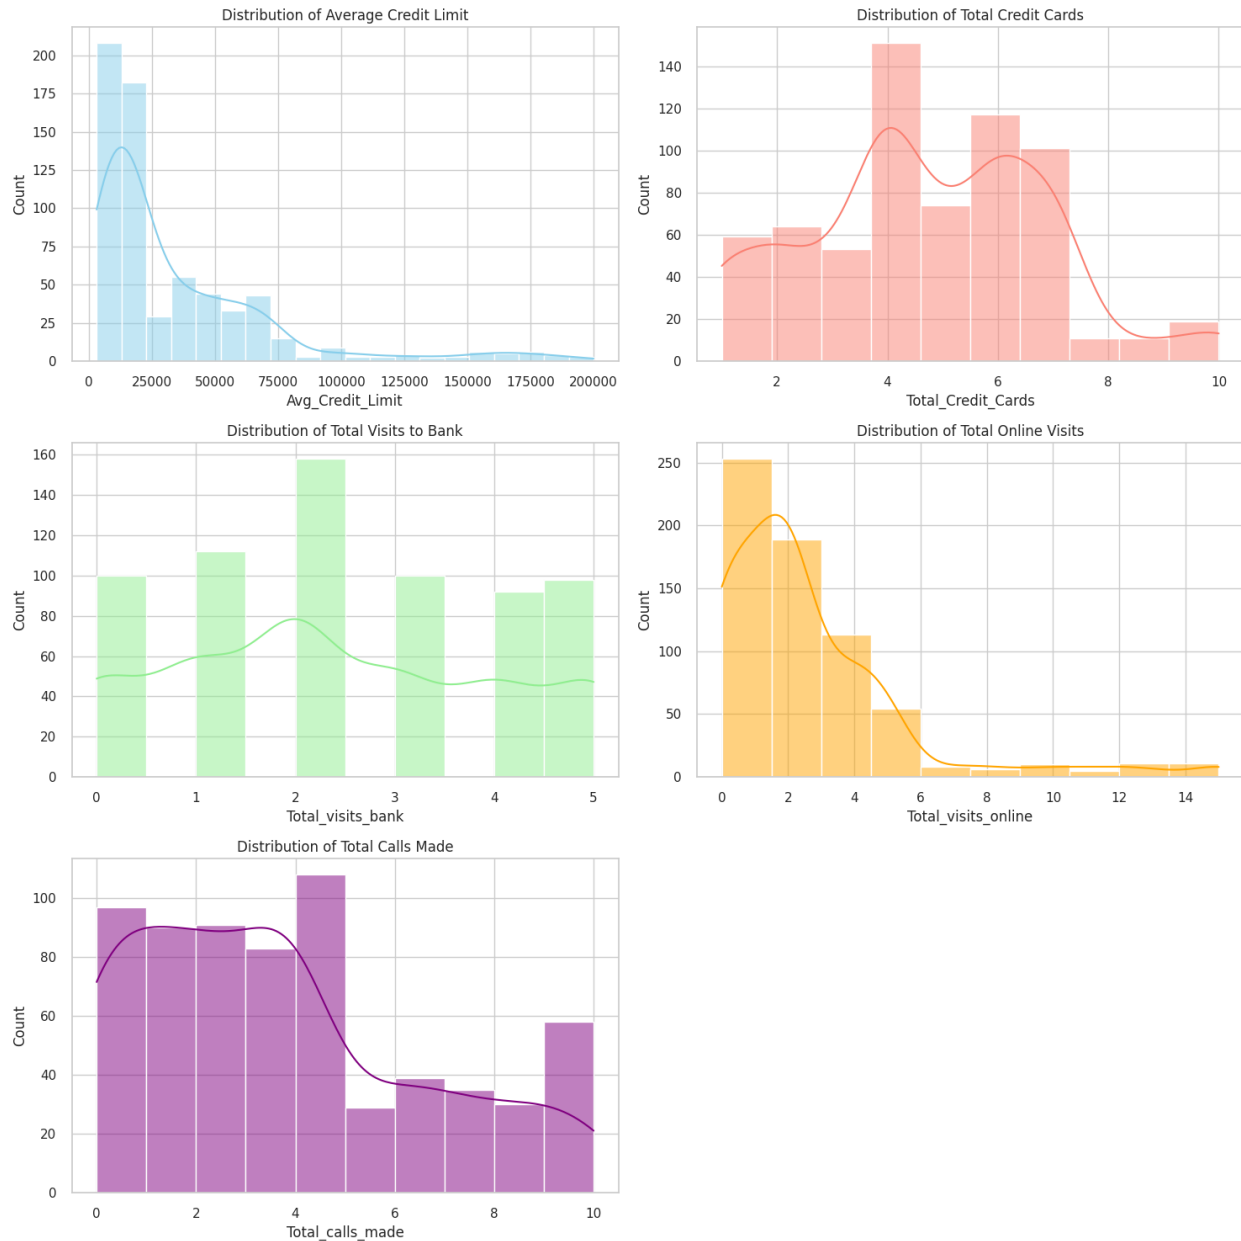 Distribution of Average Credit Limit
200
175
150
125
100
75
50
25
0
Count
0 25000 50000 75000 100000 125000 150000 175000 200000
Avg_Credit_Limit
Distribution of Total Credit Cards
140
120
100
80
60
40
20
0
Count
2 4 6 8 10
Total_Credit_Cards
Distribution of Total Visits to Bank
160
140
120
100
80
60
40
20
0
Count
0 1 2 3 4 5
Total_visits_bank
Distribution of Total Online Visits
250
200
150
100
50
0
Count
0 2 4 6 8 10 12 14
Total_visits_online
Distribution of Total Calls Made
100
80
60
40
20
0
Count
0 2 4 6 8 10
Total_calls_made